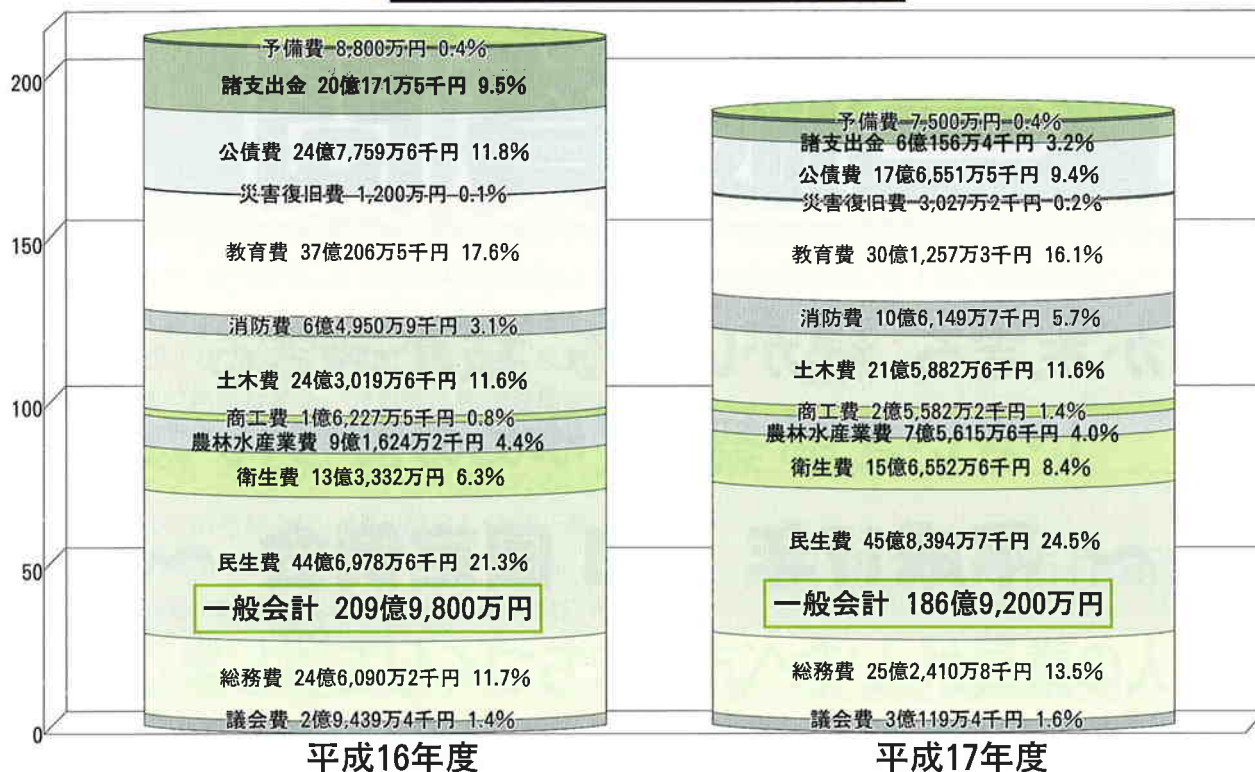 200
150
100
50
0
予備費 8,800万円 0.4%
諸支出金 20億171万5千円 9.5%
公債費 24億7,759万6千円 11.8%
災害復旧費 1,200万円 0.1%
教育費 37億206万5千円 17.6%
消防費 6億4,950万9千円 3.1%
土木費 24億3,019万6千円 11.6%
商工費 1億6,227万5千円 0.8%
農林水産業費 9億1,624万2千円 4.4%
衛生費 13億3,332万円 6.3%
民生費 44億6,978万6千円 21.3%
一般会計 209億9,800万円
総務費 24億6,090万2千円 11.7%
議会費 2億9,439万4千円 1.4%
平成16年度
予備費 7,500万円 0.4%
諸支出金 6億156万4千円 3.2%
公債費 17億6,551万5千円 9.4%
災害復旧費 3,027万2千円 0.2%
教育費 30億1,257万3千円 16.1%
消防費 10億6,149万7千円 5.7%
土木費 21億5,882万6千円 11.6%
商工費 2億5,582万2千円 1.4%
農林水産業費 7億5,615万6千円 4.0%
衛生費 15億6,552万6千円 8.4%
民生費 45億8,394万7千円 24.5%
一般会計 186億9,200万円
総務費 25億2,410万8千円 13.5%
議会費 3億119万4千円 1.6%
平成17年度